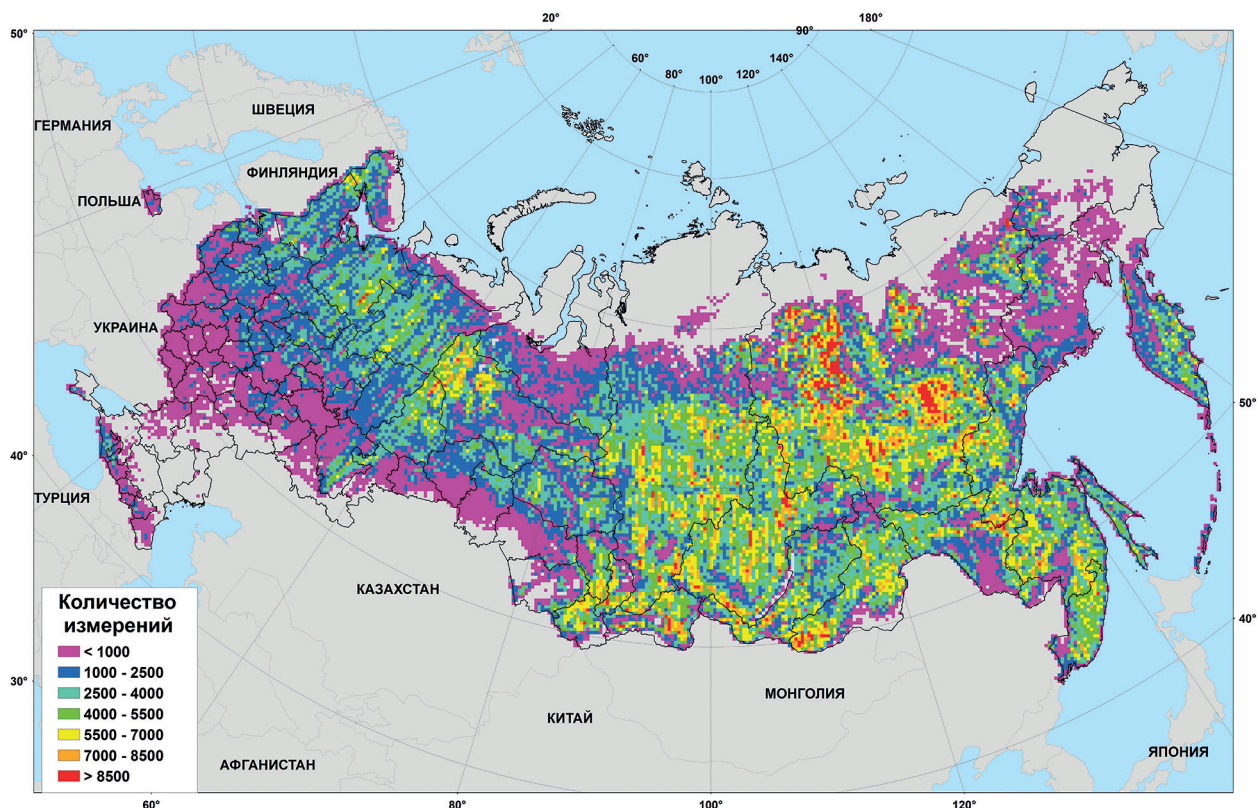 20°
180°
50°
90°
60°
140°
80°
100°
120°
ШВЕЦИЯ
ГЕРМАНИЯ
ФИНЛЯНДИЯ
ПОЛЬША
УКРАИНА
50°
40°
ТУРЦИЯ
КАЗАХСТАН
Количество
измерений
< 1000
1000 - 2500
2500 - 4000
4000 - 5500
5500 - 7000
7000 - 8500
> 8500
40°
30°
МОНГОЛИЯ
КИТАЙ
ЯПОНИЯ
АФГАНИСТАН
60°
80°
100°
120°